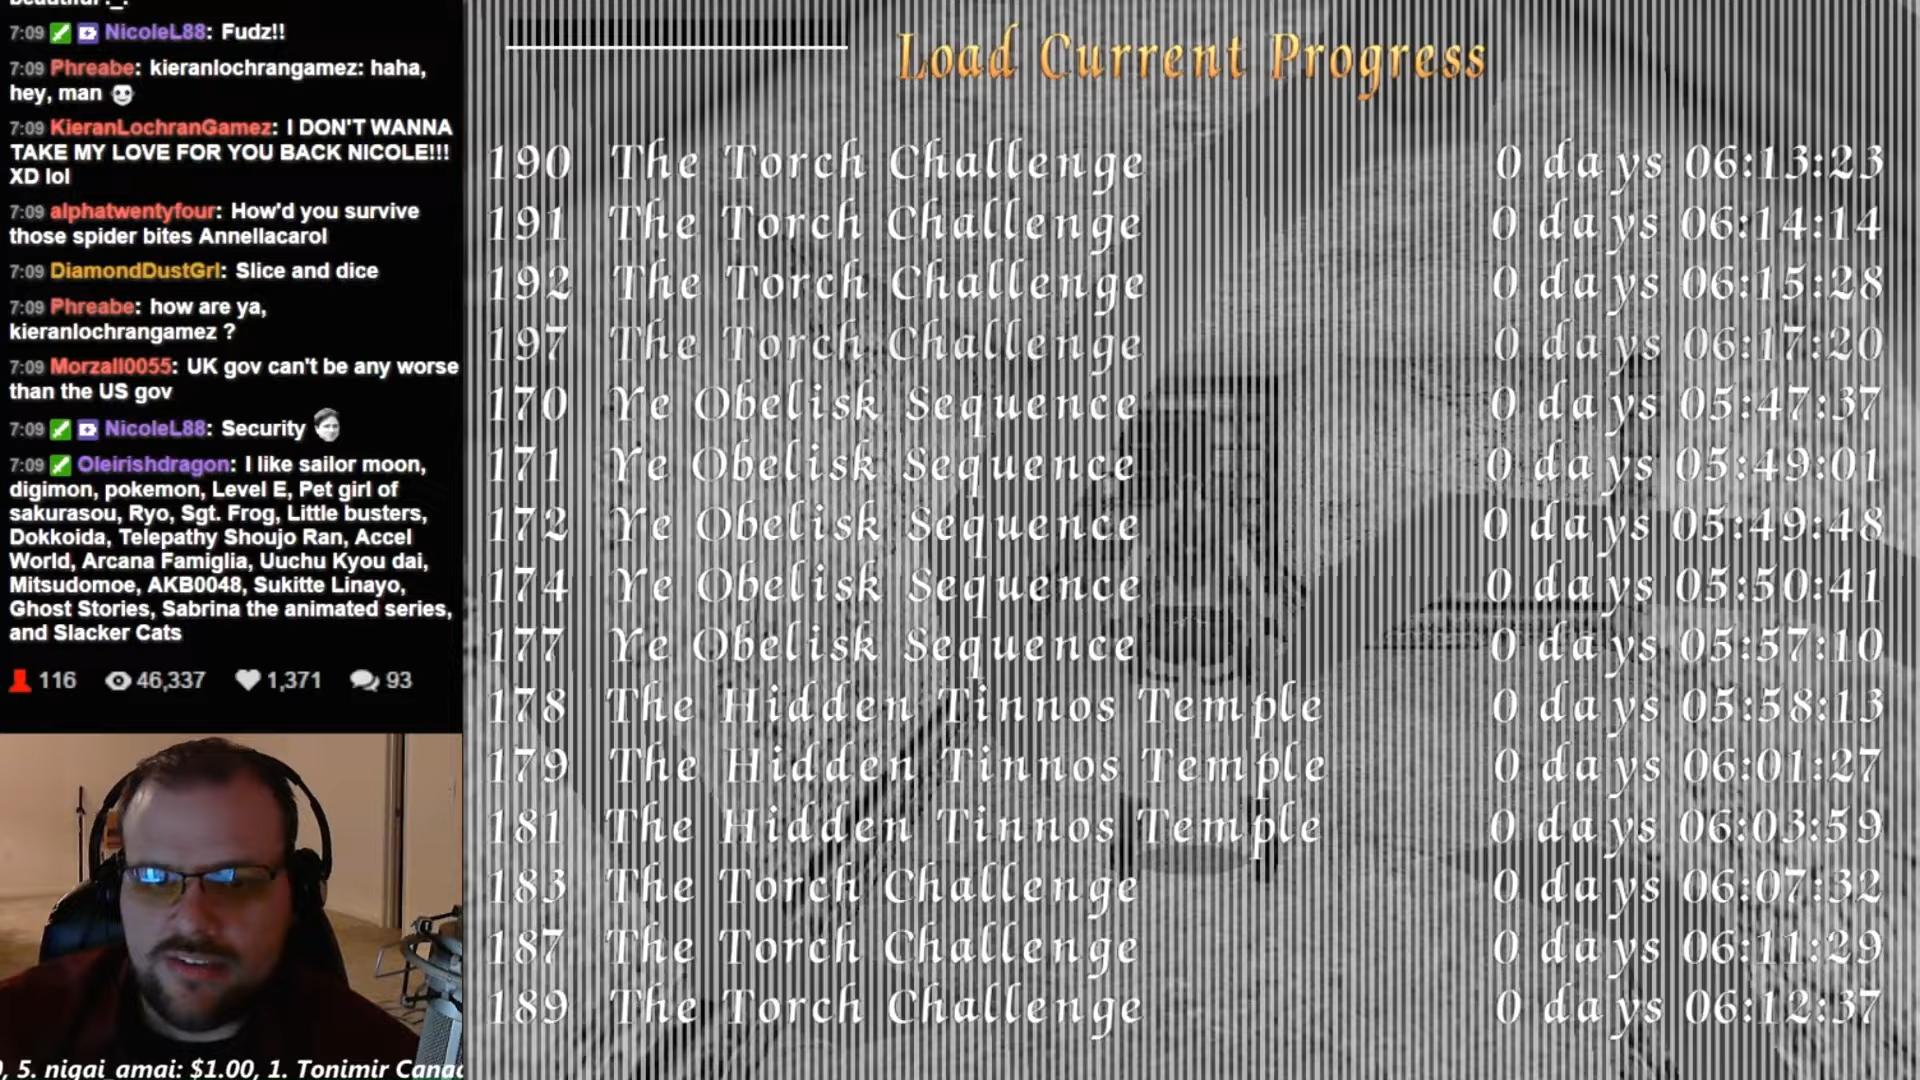 7:09 NicoleL88: Fudz!!
7:09 Phreabe: kieranlochrangamez: haha,
hey, man
7:09 KieranLochranGamez: I DON'T WANNA
TAKE MY LOVE FOR YOU BACK NICOLE!!!
XD lol
7:09 alphatwentyfour: How'd you survive
those spider bites Annellacarol
7:09 DiamondDustGrl: Slice and dice
7:09 Phreabe: how are ya,
kieranlochrangamez ?
7:09 Morzall0055: UK gov can't be any worse
than the US gov
7:09 NicoleL88: Security
7:09 Oleirishdragon: I like sailor moon,
digimon, pokemon, Level E, Pet girl of
sakurasou, Ryo, Sgt. Frog, Little busters,
Dokkoida, Telepathy Shoujo Ran, Accel
World, Arcana Famiglia, Uuchu Kyou dai,
Mitsudomoe, AKB0048, Sukitte Linayo,
Ghost Stories, Sabrina the animated series,
and Slacker Cats
116 46,337 1,371 93
5. nigai_amai: $1.00, 1. Tonimir
Load Current Progress
190 The Torch Challenge 0 days 06:13:23
191 The Torch Challenge 0 days 06:14:14
192 The Torch Challenge 0 days 06:15:28
197 The Torch Challenge 0 days 06:17:20
170 Ye Obelisk Sequence 0 days 05:47:37
171 Ye Obelisk Sequence 0 days 05:49:01
172 Ye Obelisk Sequence 0 days 05:49:48
174 Ye Obelisk Sequence 0 days 05:50:41
177 Ye Obelisk Sequence 0 days 05:57:10
178 The Hidden Tinnos Temple 0 days 05:58:13
179 The Hidden Tinnos Temple 0 days 06:01:27
181 The Hidden Tinnos Temple 0 days 06:03:59
183 The Torch Challenge 0 days 06:07:32
187 The Torch Challenge 0 days 06:11:29
189 The Torch Challenge 0 days 06:12:37